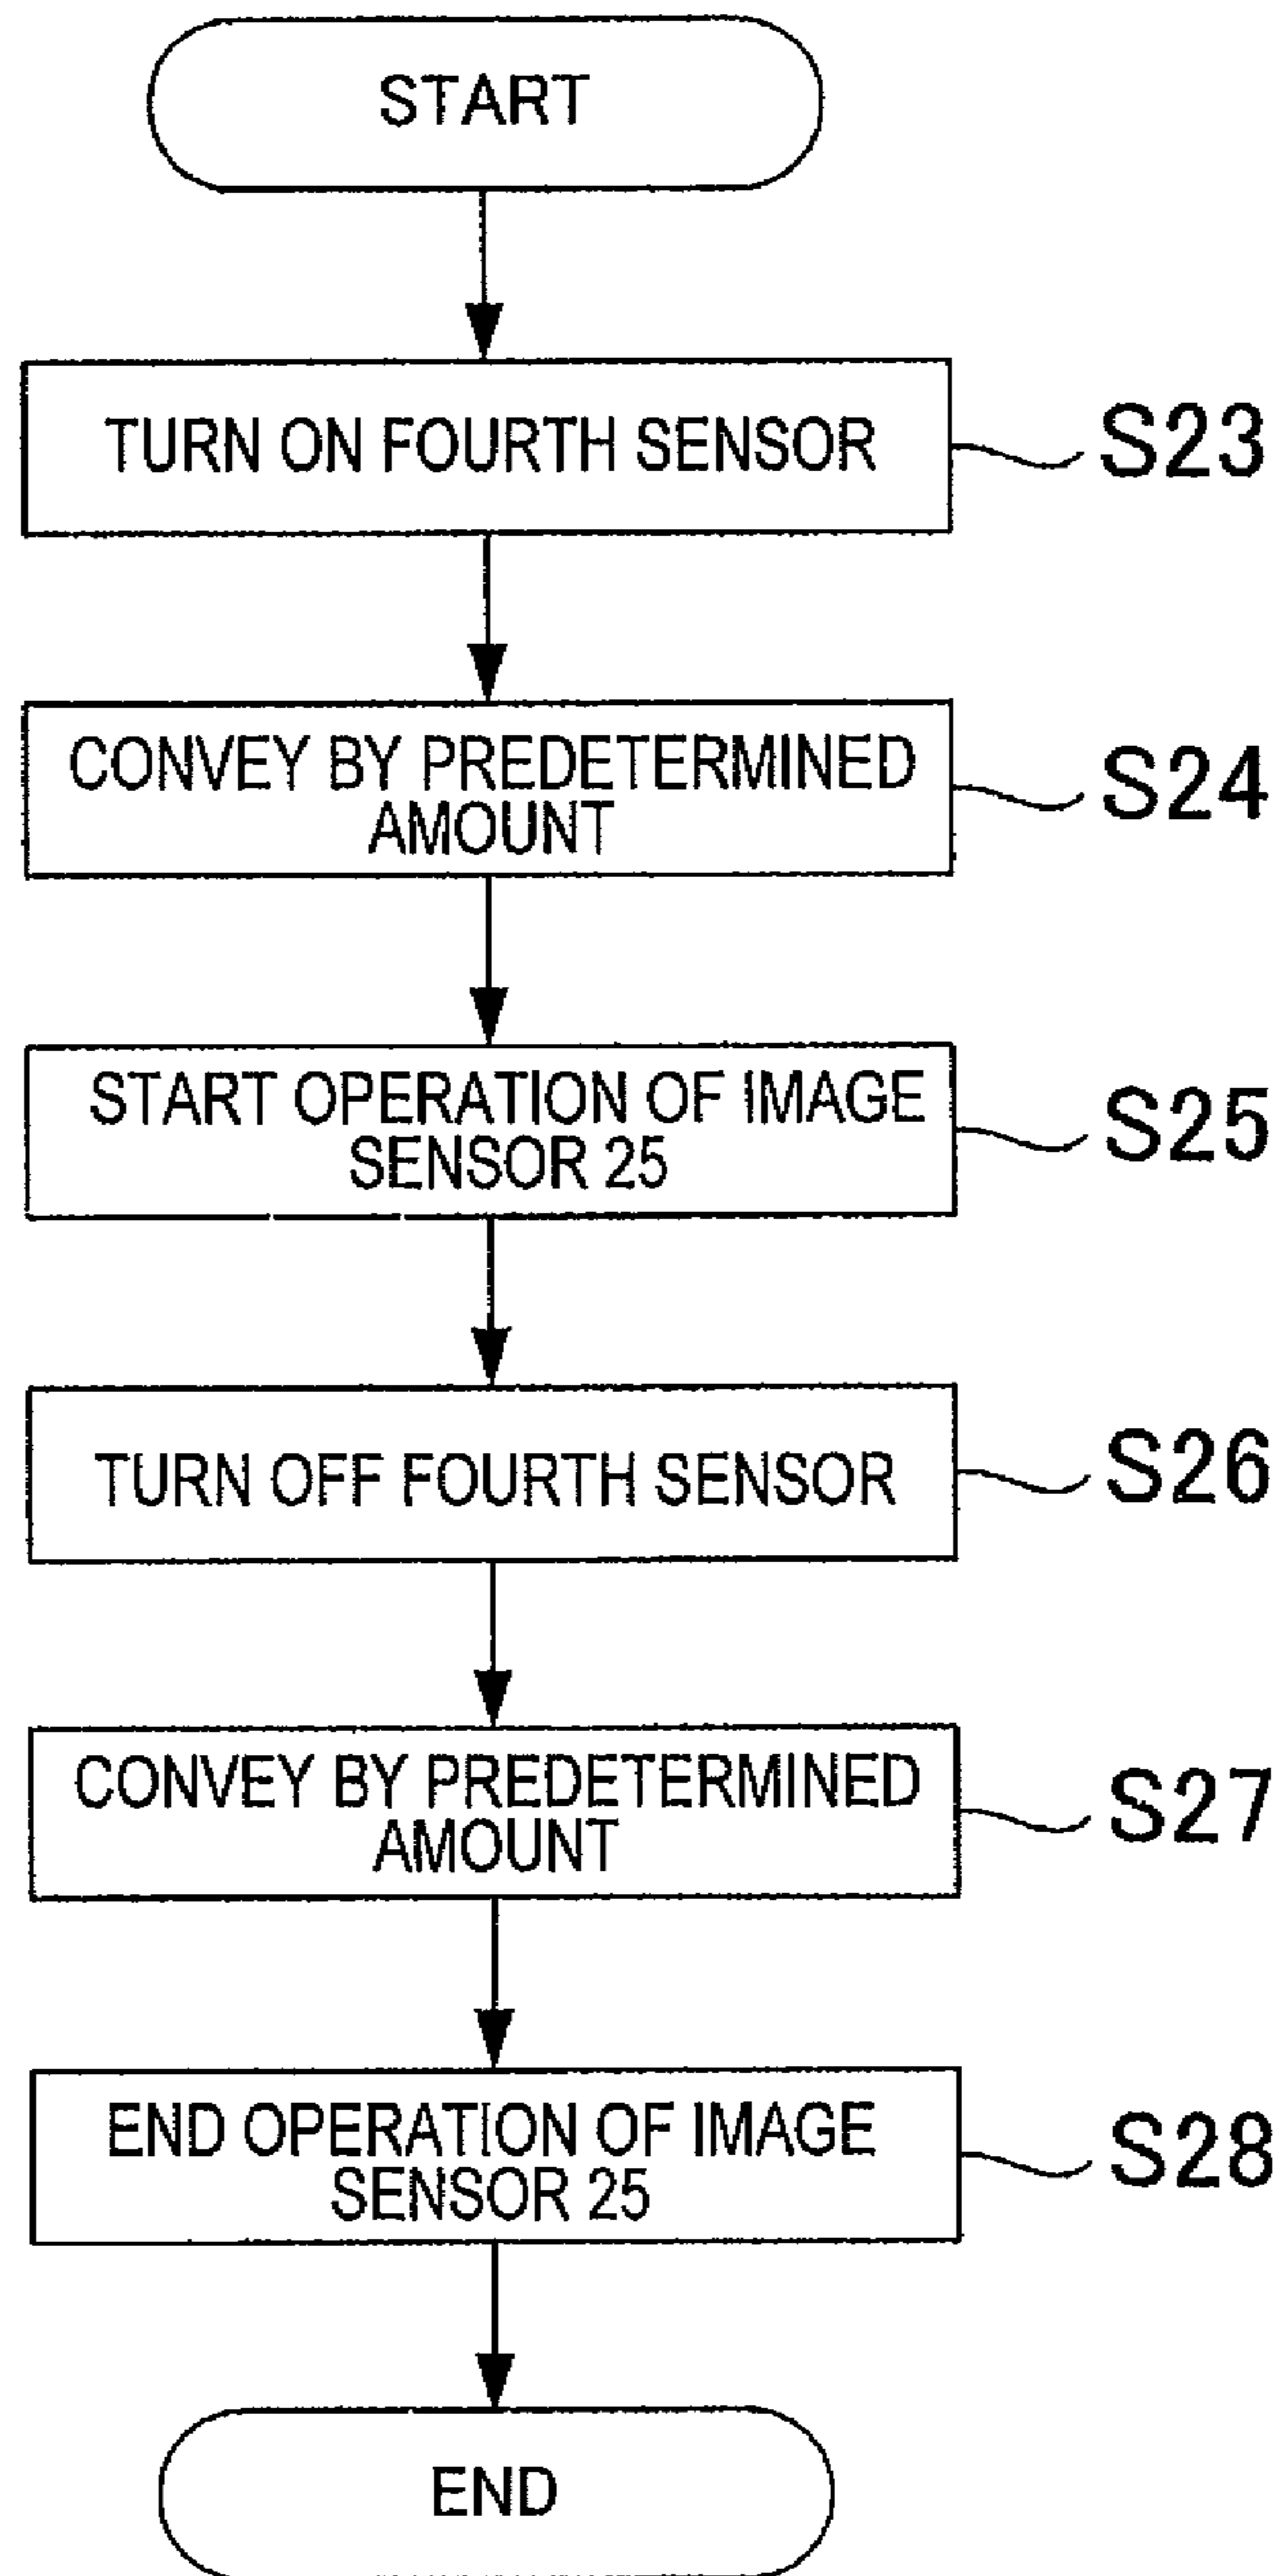 START
TURN ON FOURTH SENSOR
S23
CONVEY BY PREDETERMINED
AMOUNT
S24
START OPERATION OF IMAGE
SENSOR 25
S25
TURN OFF FOURTH SENSOR
S26
CONVEY BY PREDETERMINED
AMOUNT
S27
END OPERATION OF IMAGE
SENSOR 25
S28
END